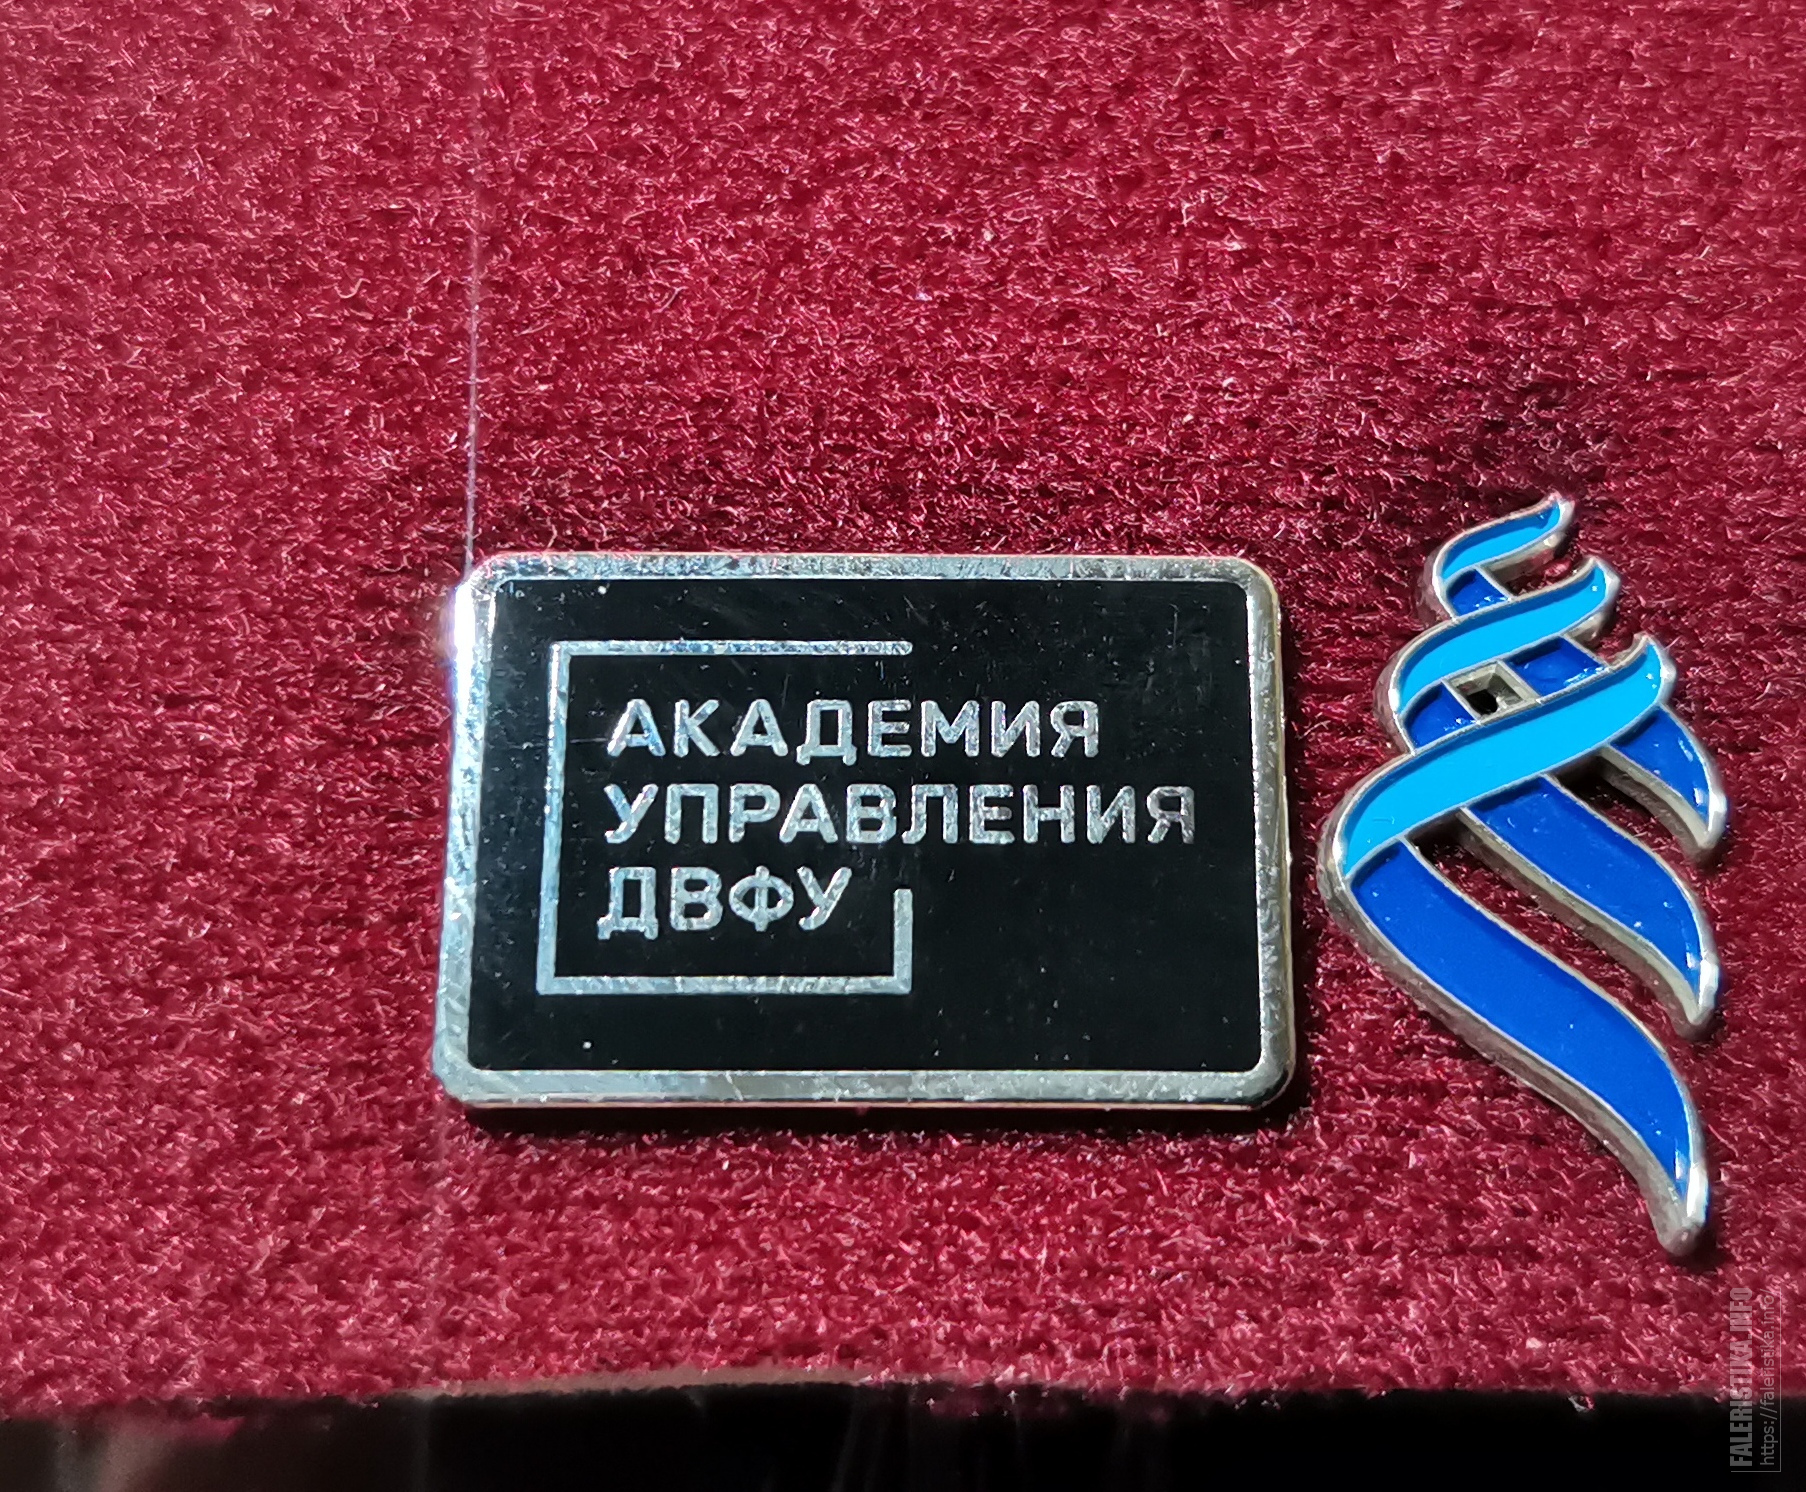 АКАДЕМИЯ
УПРАВЛЕНИЯ
ДВФУ
FALERISTIKA.INFO
https://faleristika.info/